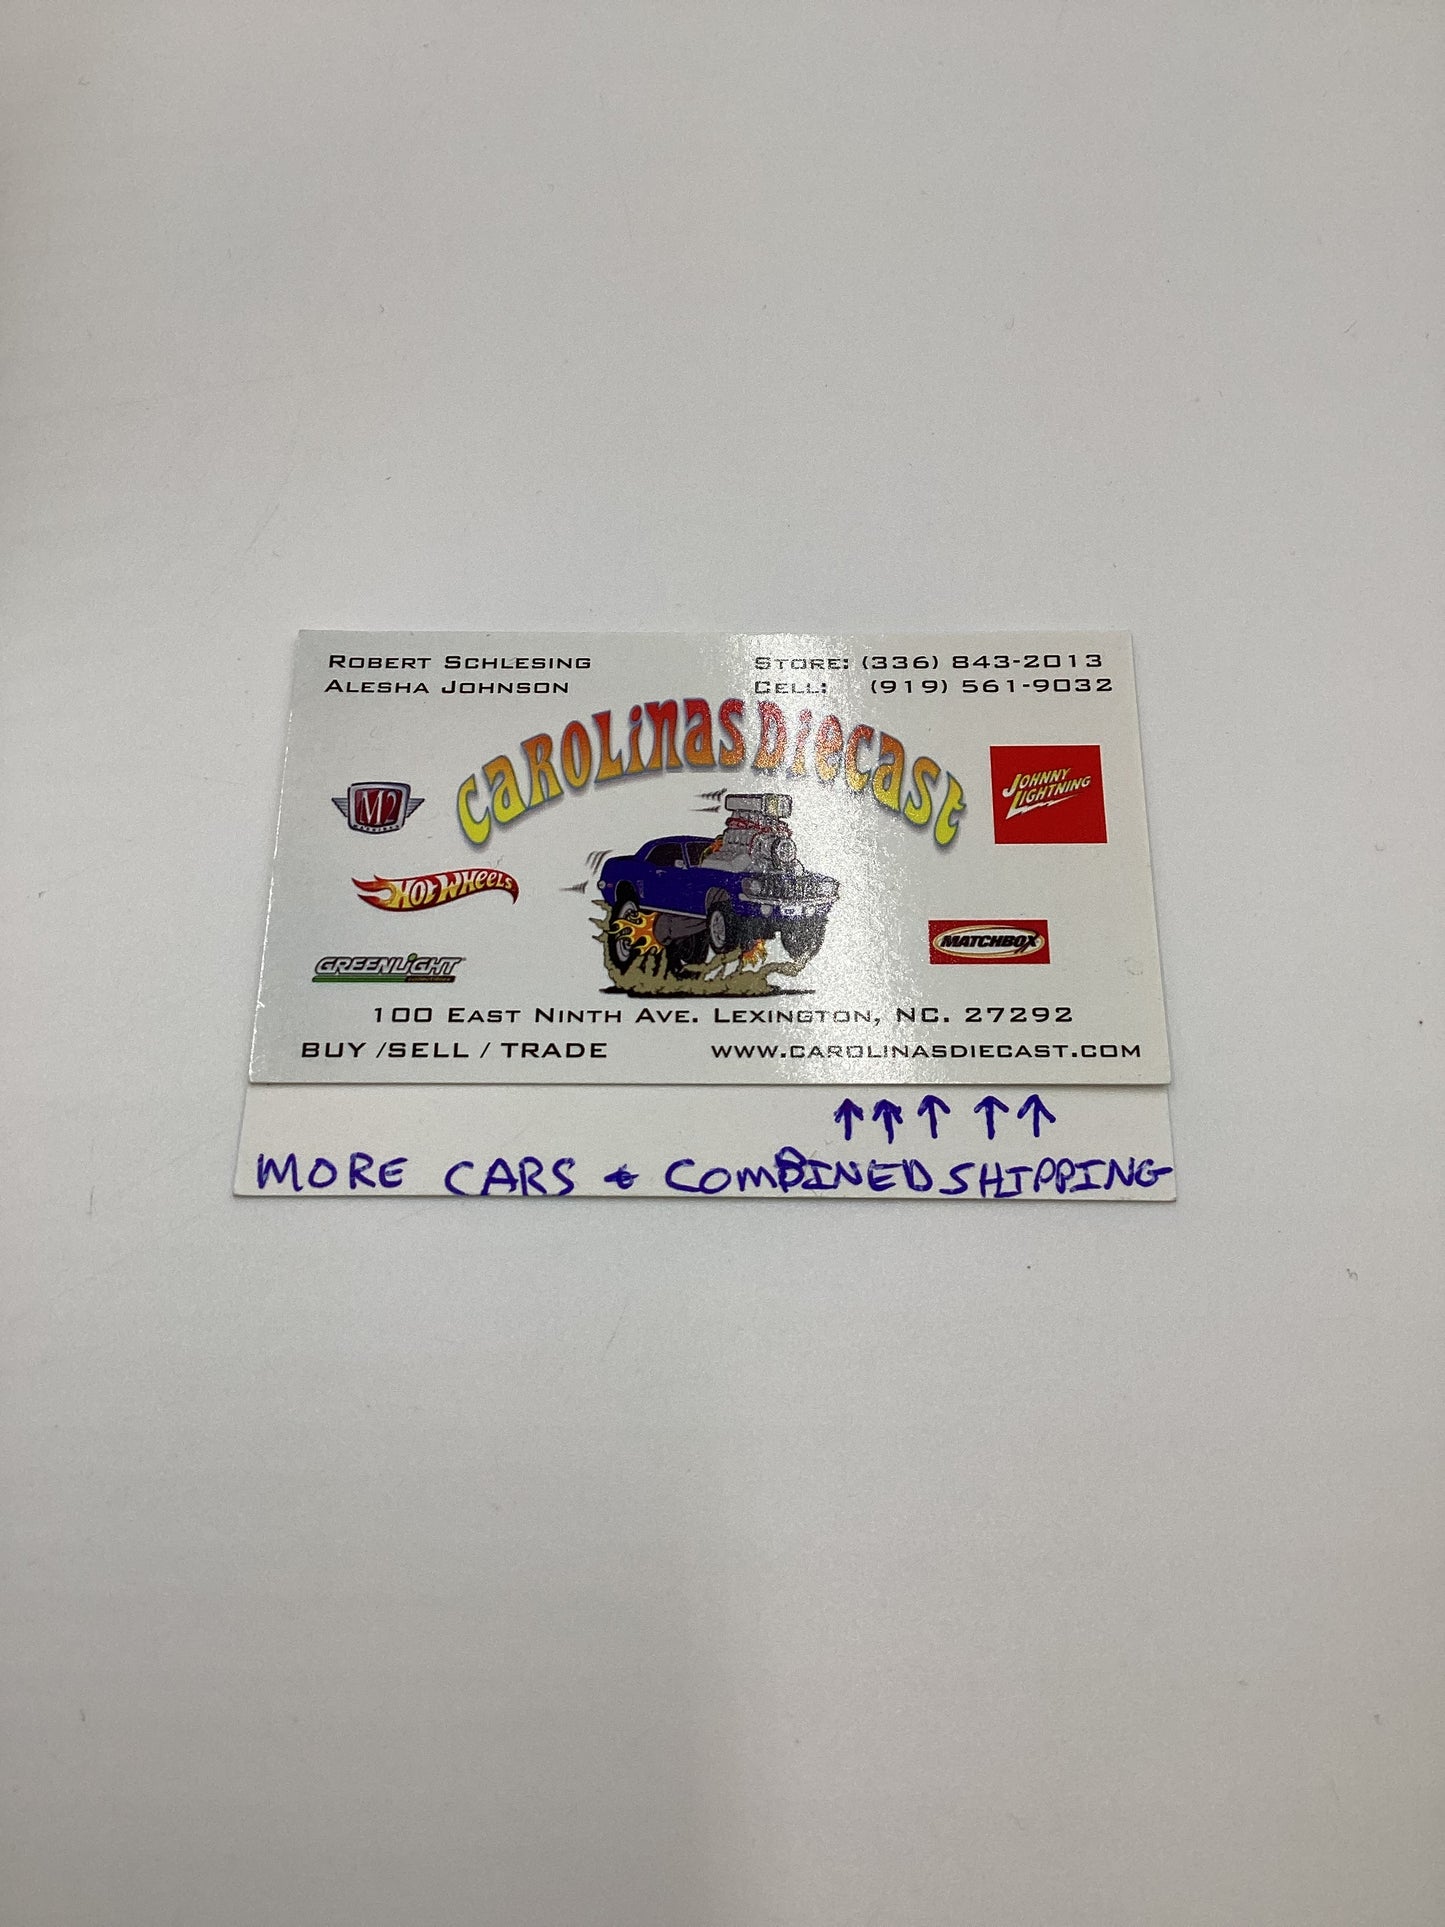 ROBERT SCHLESING
ALESHA JOHNSON
STORE: (336) 843-2013
CELL: (919) 561-9032
CAROLINAS DIECAST
M2
JOHNNY
LIGHTNING
HOT WHEELS
MATCHBOX
GREENLIGHT
100 EAST NINTH AVE. LEXINGTON, NC. 27292
BUY /SELL / TRADE
WWW.CAROLINASDIECAST.COM
↑ ↑ ↑ ↑ ↑
MORE CARS & COMBINED SHIPPING